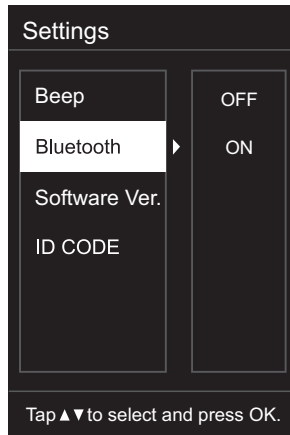 Settings
Beep
OFF
Bluetooth
ON
Software Ver.
ID CODE
Tap▲▼to select and press OK.